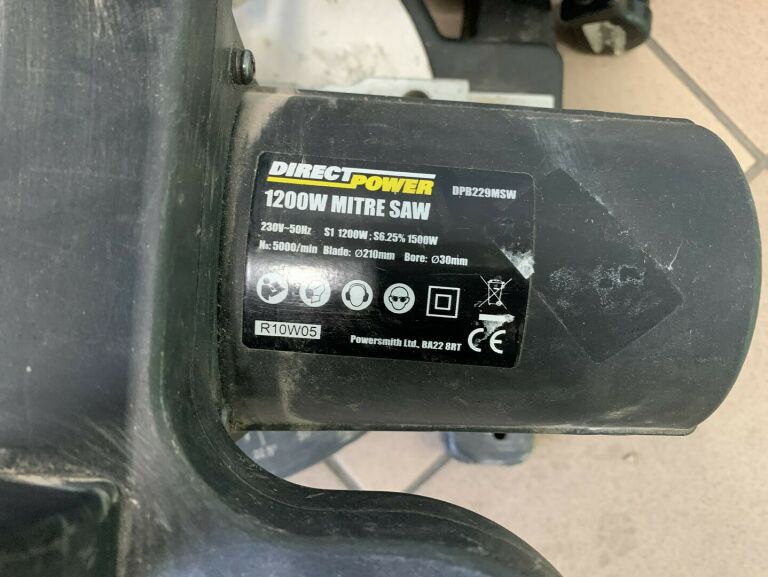 DIRECTPOWER
DPB229MSW
1200W MITRE SAW
230V~50Hz S1 1200W ; S6.25% 1500W
No: 5000/min Blade: Ø210mm Bore: Ø30mm
R10W05
Powersmith Ltd., BA22 8RT
CE